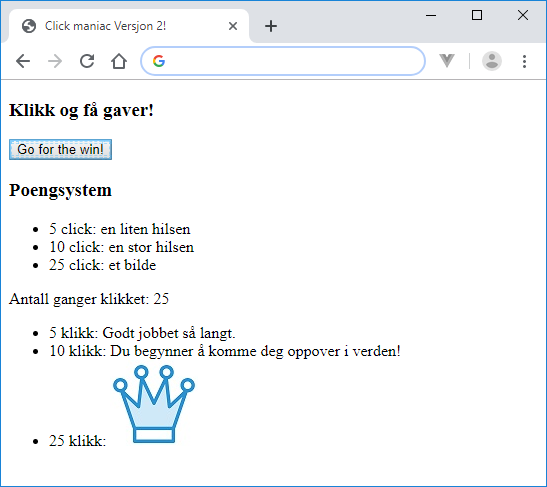 Click maniac Versjon 2!
Klikk og få gaver!
Go for the win!
Poengsystem
5 click: en liten hilsen
10 click: en stor hilsen
25 click: et bilde
Antall ganger klikket: 25
5 klikk: Godt jobbet så langt.
10 klikk: Du begynner å komme deg oppover i verden!
25 klikk: